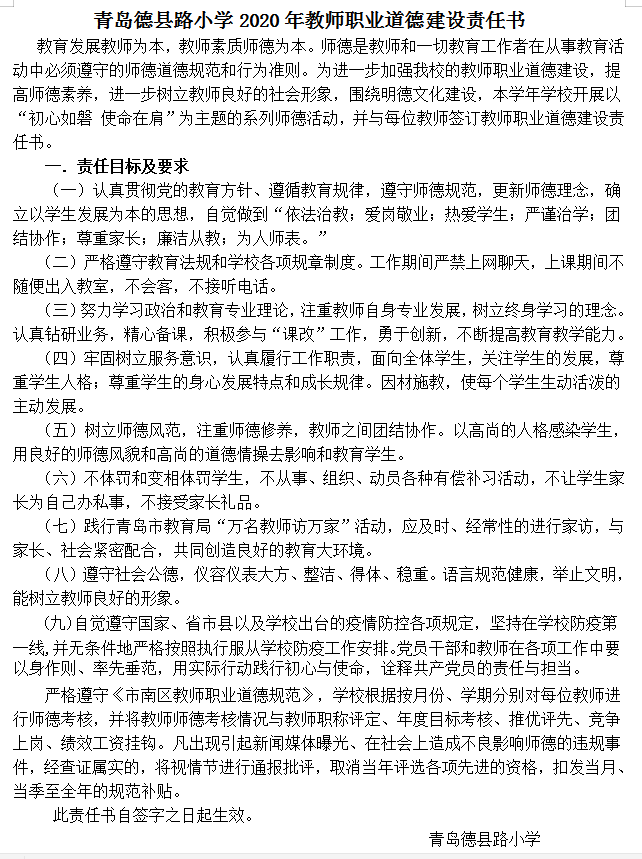 青岛德县路小学 2020 年教师职业道德建设责任书
教育发展教师为本，教师素质师德为本。师德是教师和一切教育工作者在从事教育活
动中必须遵守的师德道德规范和行为准则。为进一步加强我校的教师职业道德建设，提
高师德素养，进一步树立教师良好的社会形象，围绕明德文化建设，本学年学校开展以
“初心如磐 使命在肩”为主题的系列师德活动，并与每位教师签订教师职业道德建设责
任书。
一．责任目标及要求
（一）认真贯彻党的教育方针、遵循教育规律，遵守师德规范，更新师德理念，确
立以学生发展为本的思想，自觉做到“依法治教；爱岗敬业；热爱学生；严谨治学；团
结协作；尊重家长；廉洁从教；为人师表。”
（二）严格遵守教育法规和学校各项规章制度。工作期间严禁上网聊天，上课期间不
随便出入教室，不会客，不接听电话。
（三）努力学习政治和教育专业理论，注重教师自身专业发展，树立终身学习的理念。
认真钻研业务，精心备课，积极参与“课改”工作，勇于创新，不断提高教育教学能力。
（四）牢固树立服务意识，认真履行工作职责，面向全体学生，关注学生的发展，尊
重学生人格；尊重学生的身心发展特点和成长规律。因材施教，使每个学生生动活泼的
主动发展。
（五）树立师德风范，注重师德修养，教师之间团结协作。以高尚的人格感染学生，
用良好的师德风貌和高尚的道德情操去影响和教育学生。
（六）不体罚和变相体罚学生，不从事、组织、动员各种有偿补习活动，不让学生家
长为自己办私事，不接受家长礼品。
（七）践行青岛市教育局“万名教师访万家”活动，应及时、经常性的进行家访，与
家长、社会紧密配合，共同创造良好的教育大环境。
（八）遵守社会公德，仪容仪表大方、整洁、得体、稳重。语言规范健康，举止文明，
能树立教师良好的形象。
（九）自觉遵守国家、省市县以及学校出台的疫情防控各项规定，坚持在学校防疫第
一线,并无条件地严格按照执行服从学校防疫工作安排。党员干部和教师在各项工作中要
以身作则、率先垂范，用实际行动践行初心与使命，诠释共产党员的责任与担当。
严格遵守《市南区教师职业道德规范》，学校根据按月份、学期分别对每位教师进
行师德考核，并将教师师德考核情况与教师职称评定、年度目标考核、推优评先、竞争
上岗、绩效工资挂钩。凡出现引起新闻媒体曝光、在社会上造成不良影响师德的违规事
件，经查证属实的，将视情节进行通报批评，取消当年评选各项先进的资格，扣发当月、
当季至全年的规范补贴。
此责任书自签字之日起生效。
青岛德县路小学